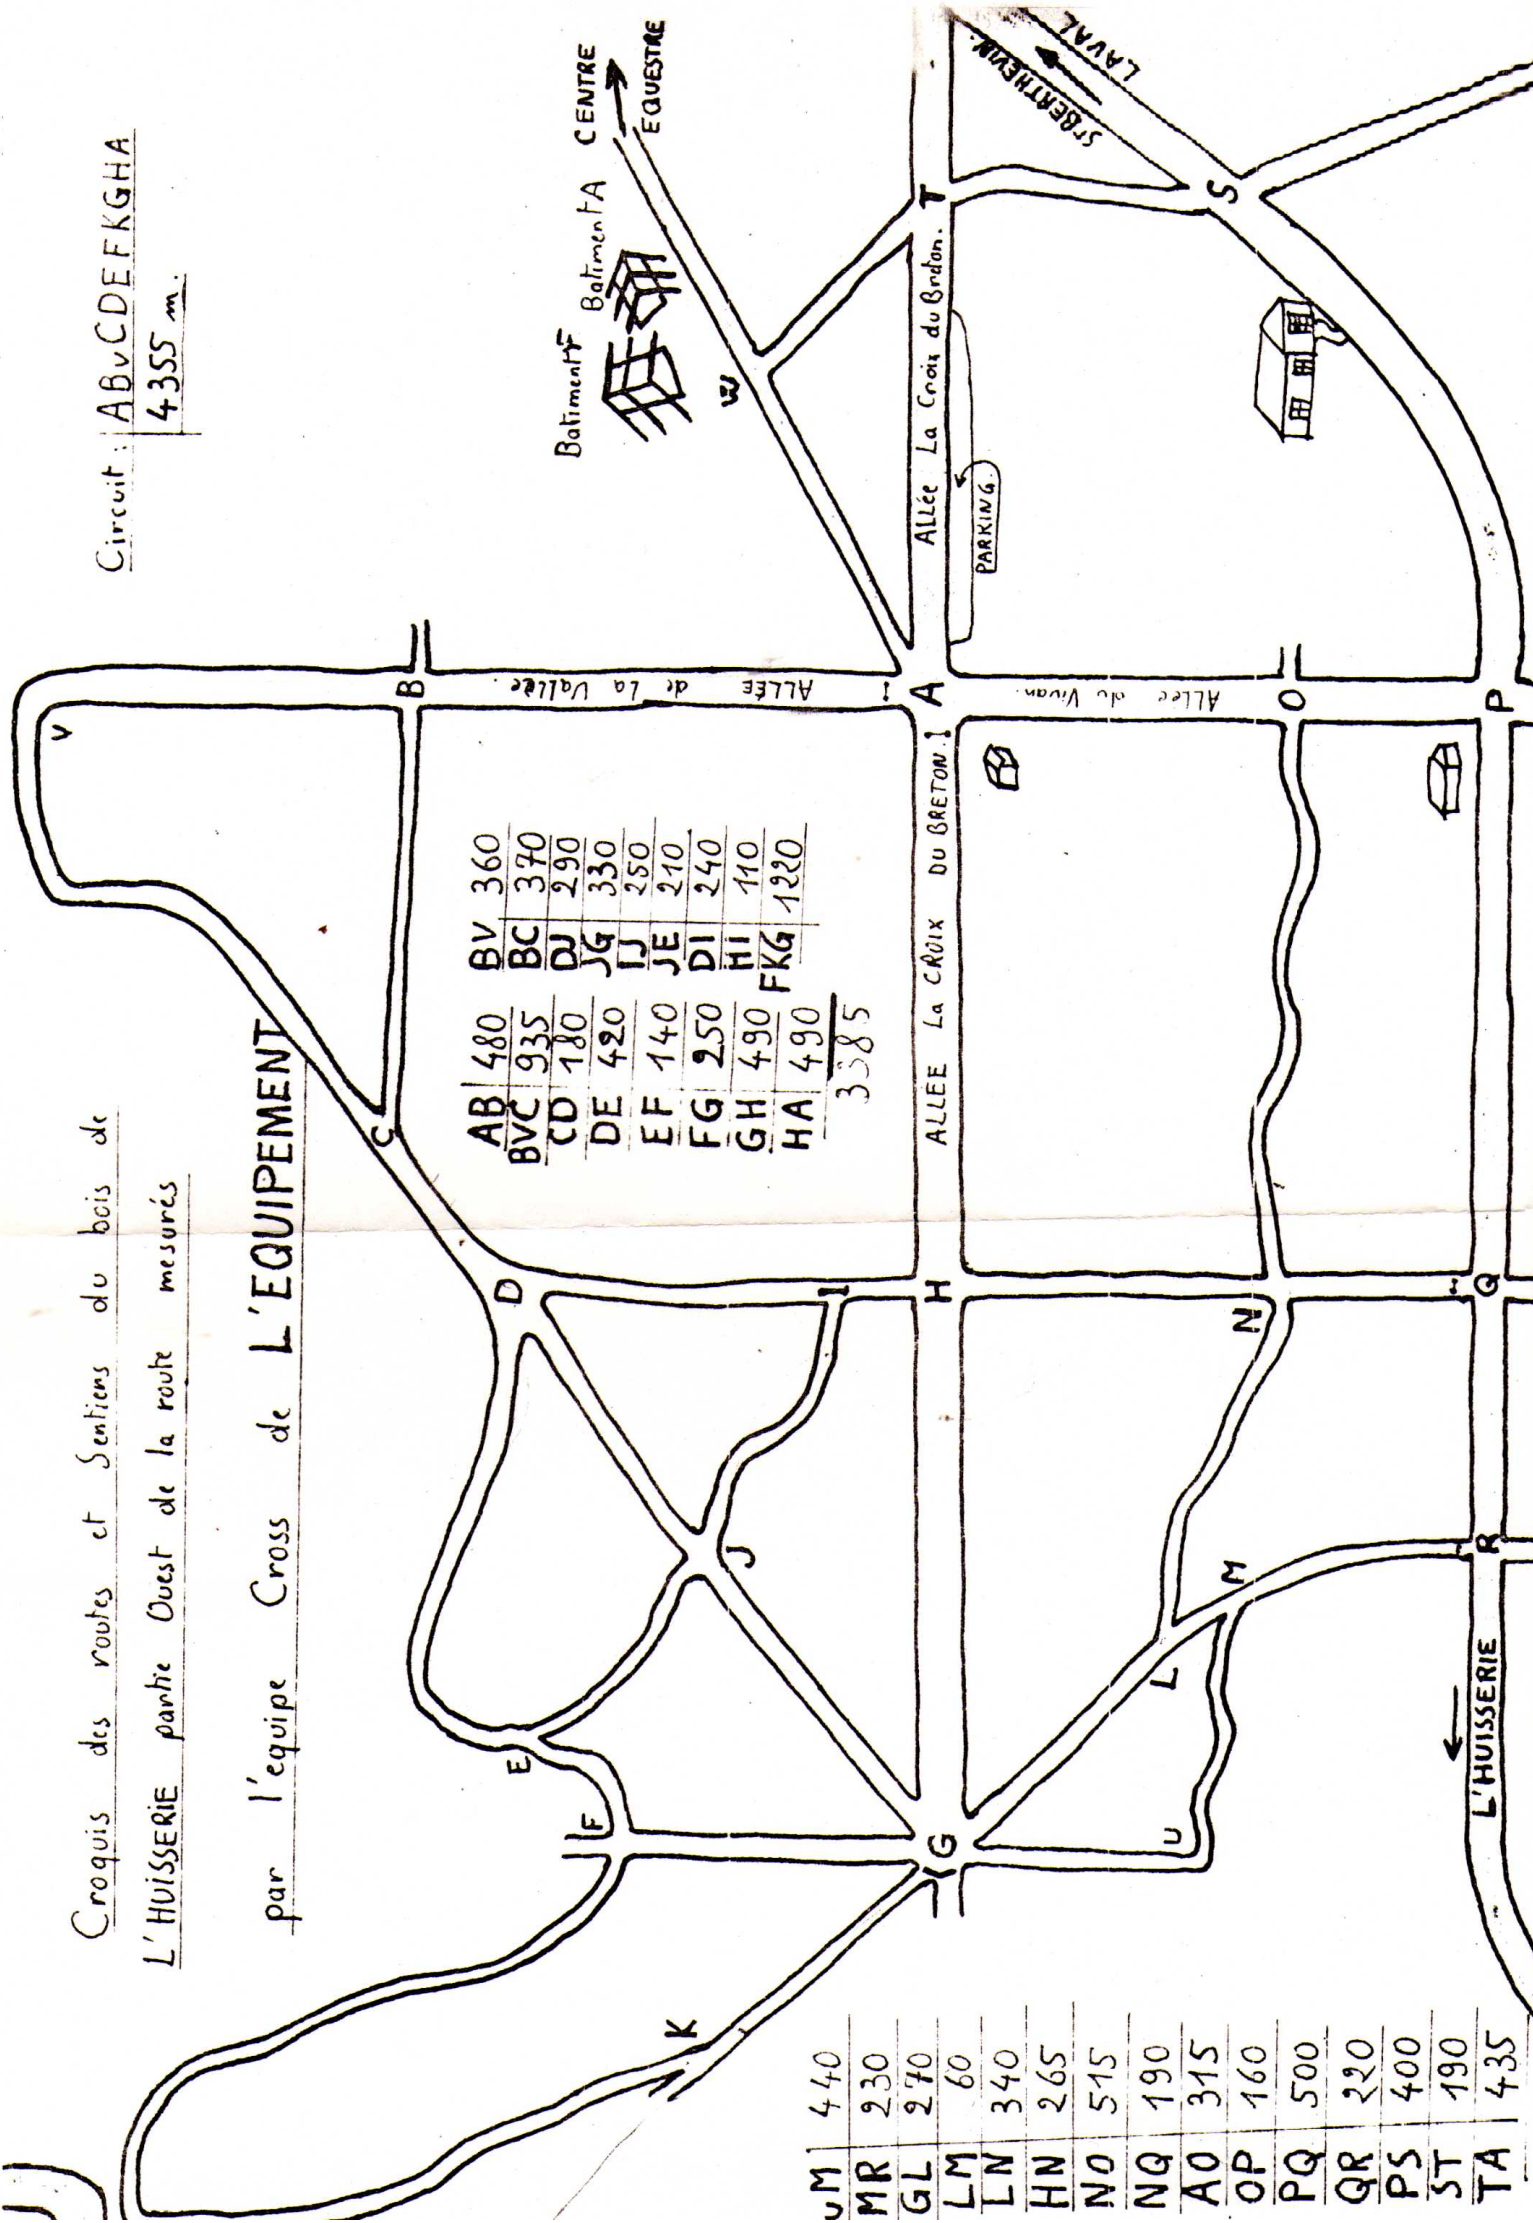 Croquis des routes et Sentiers du bois de
L'HUISSERIE partie Ouest de la route mesurés
par l'equipe Cross de L'EQUIPEMENT
Circuit : ABVCDEFKGHA
4355 m.
CENTRE
EQUESTRE
Batiment F
Batiment A
V
B
C
W
D
E
F
K
J
I
AB 480 BV 360
BVC 935 BC 370
CD 180 DJ 290
DE 420 JG 330
EF 140 IJ 250
FG 250 JE 210
GH 490 DI 240
HA 490 HI 110
3385 FKG 1220
ALLÉE de la Vallée.
G
H
ALLEE La CROIX DU BRETON
A
Allée La Croix du Breton.
T
PARKING
ST BERTHEVIN
LAVAL
S
Allee du Vivan.
U
L
M
N
O
UM 440
MR 230
GL 270
LM 60
LN 340
HN 265
NO 515
NQ 190
AO 315
OP 160
PQ 500
QR 220
PS 400
ST 190
TA 435
L'HUISSERIE
R
Q
P